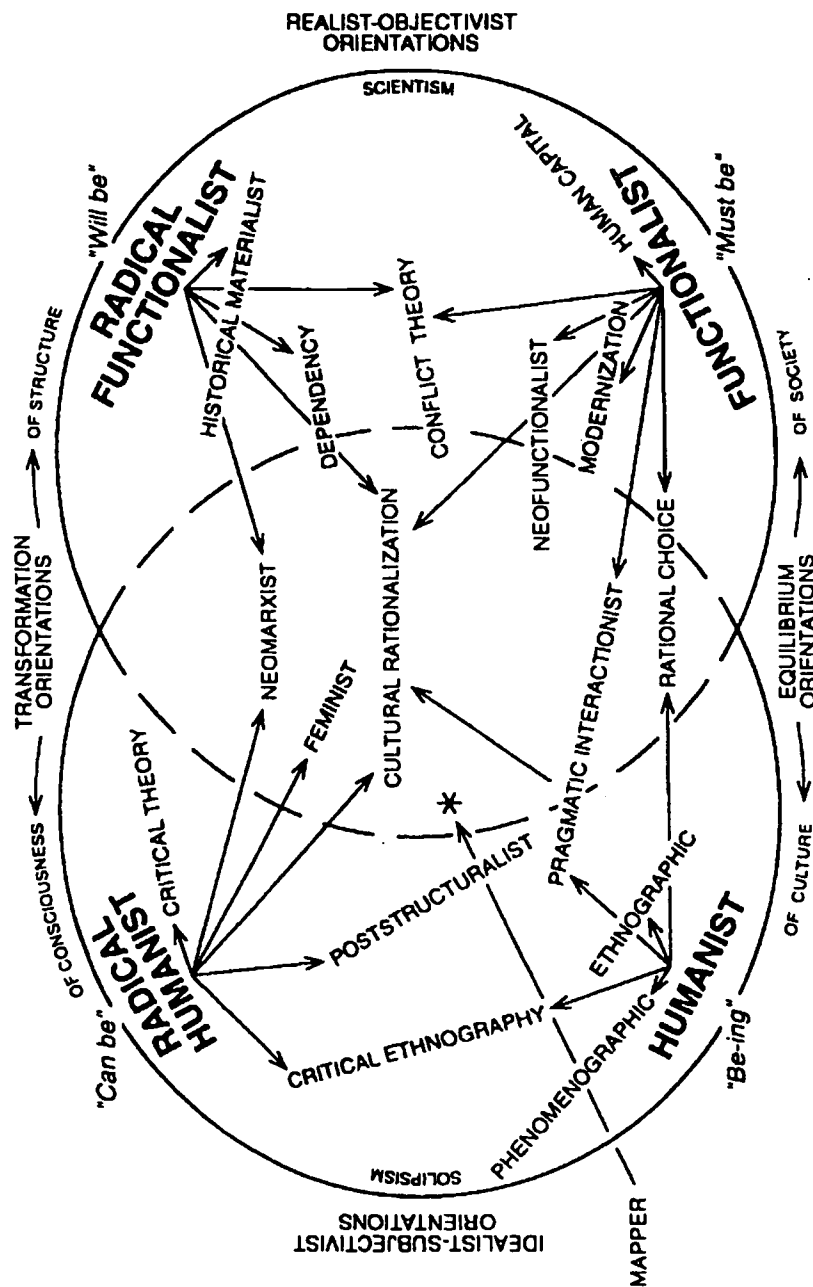 TRANSFORMATION
ORIENTATIONS
OF CONSCIOUSNESS
OF STRUCTURE
"Can be"
"Will be"
RADICAL
HUMANIST
RADICAL
FUNCTIONALIST
CRITICAL THEORY
HISTORICAL MATERIALIST
NEOMARXIST
FEMINIST
DEPENDENCY
POSTSTRUCTURALIST
CULTURAL RATIONALIZATION
CONFLICT THEORY
CRITICAL ETHNOGRAPHY
IDEALIST-SUBJECTIVIST
ORIENTATIONS
SOLIPSISM
SCIENTISM
REALIST-OBJECTIVIST
ORIENTATIONS
NEOFUNCTIONALIST
MODERNIZATION
HUMAN CAPITAL
PRAGMATIC INTERACTIONIST
ETHNOGRAPHIC
PHENOMENOGRAPHIC
RATIONAL CHOICE
HUMANIST
FUNCTIONALIST
"Be-ing"
"Must be"
MAPPER
OF CULTURE
OF SOCIETY
EQUILIBRIUM
ORIENTATIONS